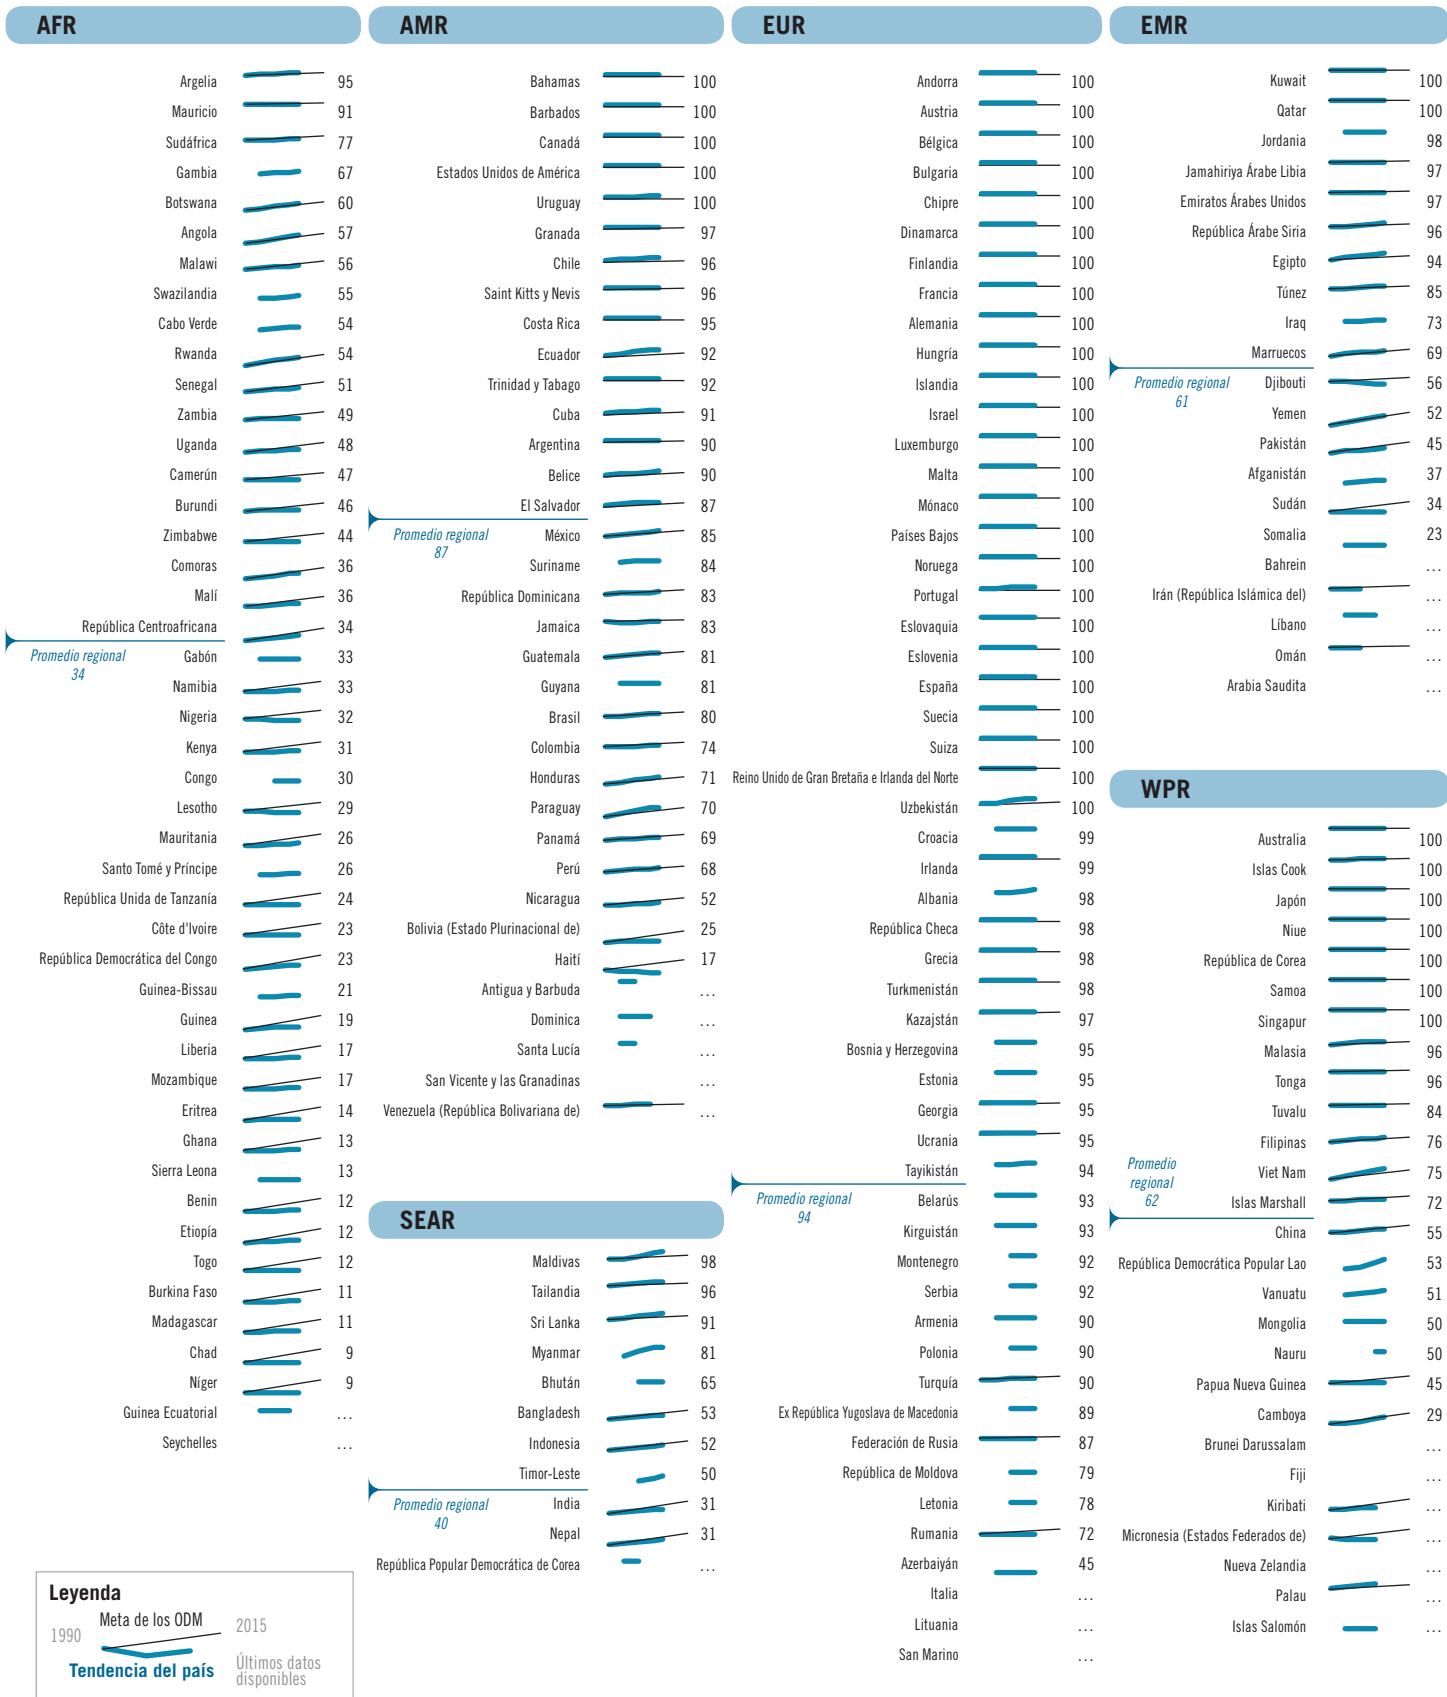 AFR
Argelia 95
Mauricio 91
Sudáfrica 77
Gambia 67
Botswana 60
Angola 57
Malawi 56
Swazilandia 55
Cabo Verde 54
Rwanda 54
Senegal 51
Zambia 49
Uganda 48
Camerún 47
Burundi 46
Zimbabwe 44
Comoras 36
Malí 36
República Centroafricana 34
Promedio regional
34
Gabón 33
Namibia 33
Nigeria 32
Kenya 31
Congo 30
Lesotho 29
Mauritania 26
Santo Tomé y Príncipe 26
República Unida de Tanzanía 24
Côte d'Ivoire 23
República Democrática del Congo 23
Guinea-Bissau 21
Guinea 19
Liberia 17
Mozambique 17
Eritrea 14
Ghana 13
Sierra Leona 13
Benin 12
Etiopía 12
Togo 12
Burkina Faso 11
Madagascar 11
Chad 9
Níger 9
Guinea Ecuatorial ...
Seychelles ...
Leyenda
Meta de los ODM
1990
2015
Tendencia del país
Últimos datos
disponibles
AMR
Bahamas 100
Barbados 100
Canadá 100
Estados Unidos de América 100
Uruguay 100
Granada 97
Chile 96
Saint Kitts y Nevis 96
Costa Rica 95
Ecuador 92
Trinidad y Tabago 92
Cuba 91
Argentina 90
Belice 90
El Salvador 87
Promedio regional
87
México 85
Suriname 84
República Dominicana 83
Jamaica 83
Guatemala 81
Guyana 81
Brasil 80
Colombia 74
Honduras 71
Paraguay 70
Panamá 69
Perú 68
Nicaragua 52
Bolivia (Estado Plurinacional de) 25
Haití 17
Antigua y Barbuda ...
Dominica ...
Santa Lucía ...
San Vicente y las Granadinas ...
Venezuela (República Bolivariana de) ...
SEAR
Maldivas 98
Tailandia 96
Sri Lanka 91
Myanmar 81
Bhután 65
Bangladesh 53
Indonesia 52
Timor-Leste 50
Promedio regional
40
India 31
Nepal 31
República Popular Democrática de Corea ...
EUR
Andorra 100
Austria 100
Bélgica 100
Bulgaria 100
Chipre 100
Dinamarca 100
Finlandia 100
Francia 100
Alemania 100
Hungría 100
Islandia 100
Israel 100
Luxemburgo 100
Malta 100
Mónaco 100
Países Bajos 100
Noruega 100
Portugal 100
Eslovaquia 100
Eslovenia 100
España 100
Suecia 100
Suiza 100
Reino Unido de Gran Bretaña e Irlanda del Norte 100
Uzbekistán 100
Croacia 99
Irlanda 99
Albania 98
República Checa 98
Grecia 98
Turkmenistán 98
Kazajstán 97
Bosnia y Herzegovina 95
Estonia 95
Georgia 95
Ucrania 95
Tayikistán 94
Promedio regional
94
Belarús 93
Kirguistán 93
Montenegro 92
Serbia 92
Armenia 90
Polonia 90
Turquía 90
Ex República Yugoslava de Macedonia 89
Federación de Rusia 87
República de Moldova 79
Letonia 78
Rumania 72
Azerbaiyán 45
Italia ...
Lituania ...
San Marino ...
EMR
Kuwait 100
Qatar 100
Jordania 98
Jamahiriya Árabe Libia 97
Emiratos Árabes Unidos 97
República Árabe Siria 96
Egipto 94
Túnez 85
Iraq 73
Marruecos 69
Promedio regional
61
Djibouti 56
Yemen 52
Pakistán 45
Afganistán 37
Sudán 34
Somalia 23
Bahrein ...
Irán (República Islámica del) ...
Líbano ...
Omán ...
Arabia Saudita ...
WPR
Australia 100
Islas Cook 100
Japón 100
Niue 100
República de Corea 100
Samoa 100
Singapur 100
Malasia 96
Tonga 96
Tuvalu 84
Filipinas 76
Viet Nam 75
Islas Marshall 72
Promedio
regional
62
China 55
República Democrática Popular Lao 53
Vanuatu 51
Mongolia 50
Nauru 50
Papua Nueva Guinea 45
Camboya 29
Brunei Darussalam ...
Fiji ...
Kiribati ...
Micronesia (Estados Federados de) ...
Nueva Zelandia ...
Palau ...
Islas Salomón ...